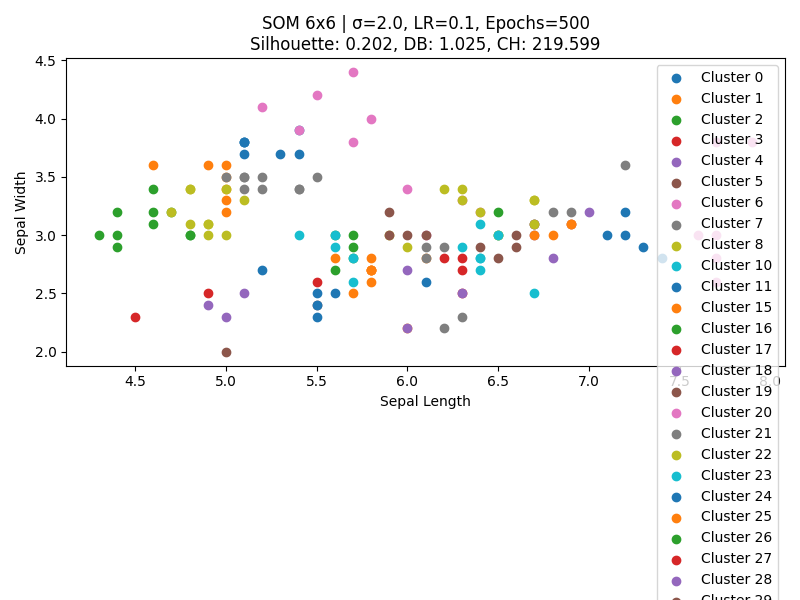 SOM 6x6 | σ=2.0, LR=0.1, Epochs=500
Silhouette: 0.202, DB: 1.025, CH: 219.599
4.5
4.0
3.5
3.0
2.5
2.0
Sepal Width
4.5
5.0
5.5
6.0
6.5
7.0
7.5
8.0
Sepal Length
Cluster 0
Cluster 1
Cluster 2
Cluster 3
Cluster 4
Cluster 5
Cluster 6
Cluster 7
Cluster 8
Cluster 10
Cluster 11
Cluster 15
Cluster 16
Cluster 17
Cluster 18
Cluster 19
Cluster 20
Cluster 21
Cluster 22
Cluster 23
Cluster 24
Cluster 25
Cluster 26
Cluster 27
Cluster 28
Cluster 29